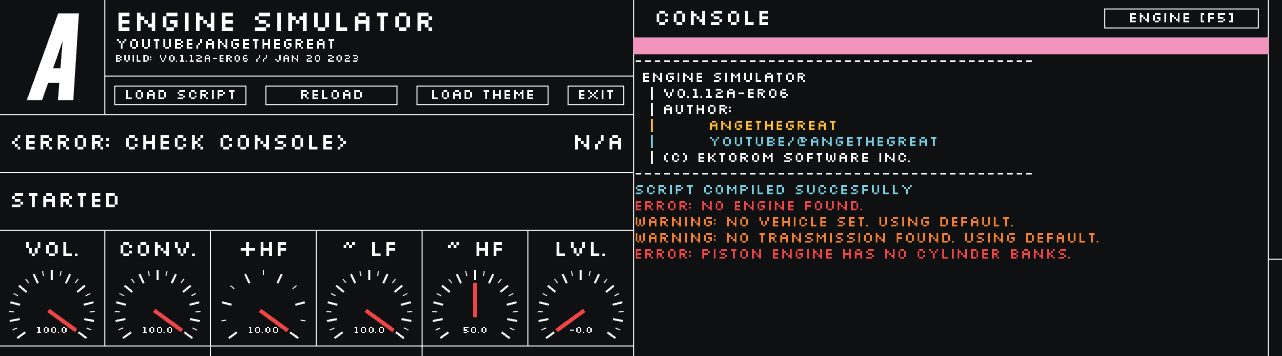 A
ENGINE SIMULATOR
YOUTUBE/ANGETHEGREAT
BUILD: V0.1.12A-ER06 // JAN 20 2023
LOAD SCRIPT
RELOAD
LOAD THEME
EXIT
<ERROR: CHECK CONSOLE>
N/A
STARTED
VOL.
CONV.
+HF
~ LF
~ HF
LVL.
100.0
100.0
10.00
100.0
50.0
-0.0
CONSOLE
ENGINE [F5]
--------------------------------------------------
ENGINE SIMULATOR
| V0.1.12A-ER06
| AUTHOR:
| ANGETHEGREAT
| YOUTUBE/@ANGETHEGREAT
| (C) EKTOROM SOFTWARE INC.
--------------------------------------------------
SCRIPT COMPILED SUCCESFULLY
ERROR: NO ENGINE FOUND.
WARNING: NO VEHICLE SET. USING DEFAULT.
WARNING: NO TRANSMISSION FOUND. USING DEFAULT.
ERROR: PISTON ENGINE HAS NO CYLINDER BANKS.